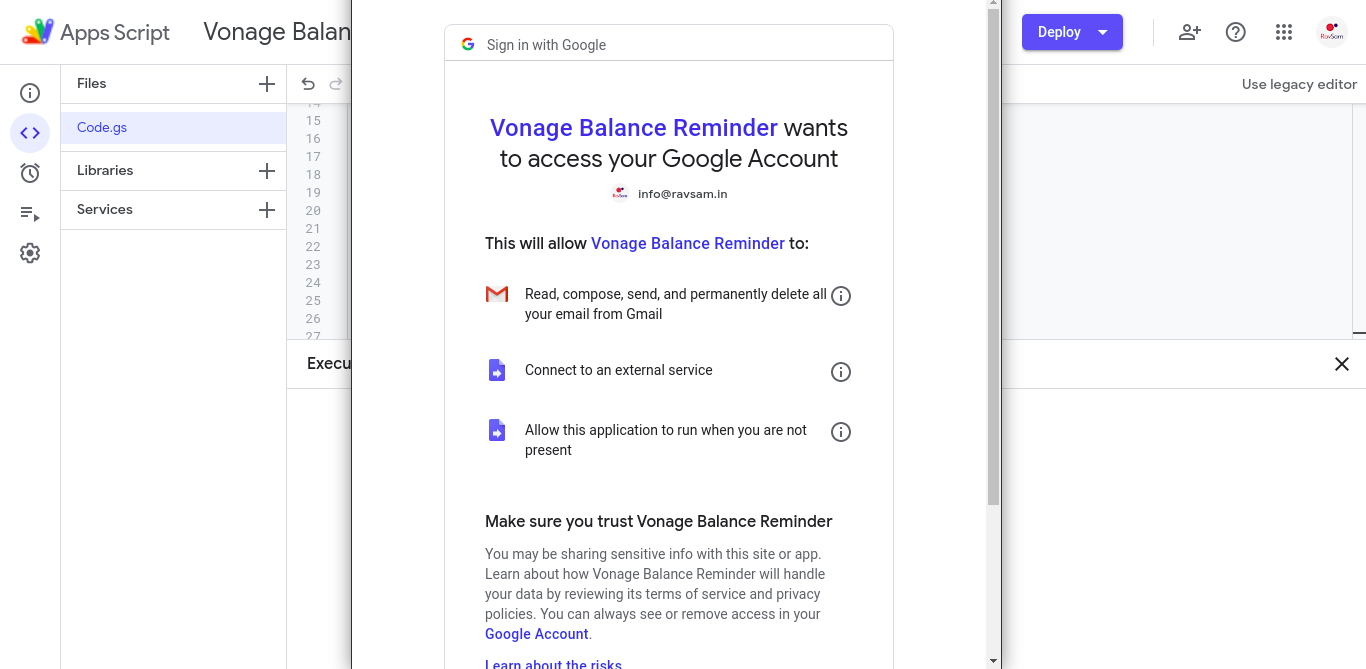 Apps Script
Vonage Balan
Deploy
RavSam
Files
Use legacy editor
Code.gs
Libraries
Services
14
15
16
17
18
19
20
21
22
23
24
25
26
27
Execu
Sign in with Google
Vonage Balance Reminder wants
to access your Google Account
info@ravsam.in
This will allow Vonage Balance Reminder to:
Read, compose, send, and permanently delete all
your email from Gmail
Connect to an external service
Allow this application to run when you are not
present
Make sure you trust Vonage Balance Reminder
You may be sharing sensitive info with this site or app.
Learn about how Vonage Balance Reminder will handle
your data by reviewing its terms of service and privacy
policies. You can always see or remove access in your
Google Account.
Learn about the risks